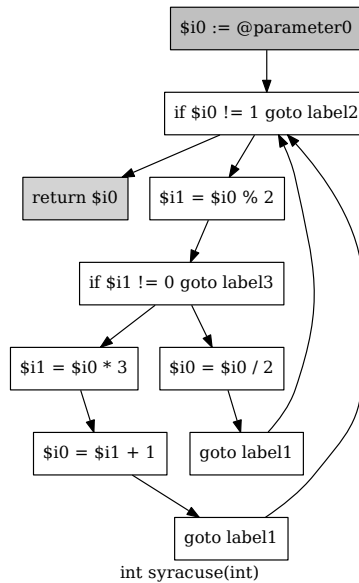 $i0 := @parameter0
if $i0 != 1 goto label2
return $i0
$i1 = $i0 % 2
if $i1 != 0 goto label3
$i1 = $i0 * 3
$i0 = $i0 / 2
$i0 = $i1 + 1
goto label1
goto label1
int syracuse(int)